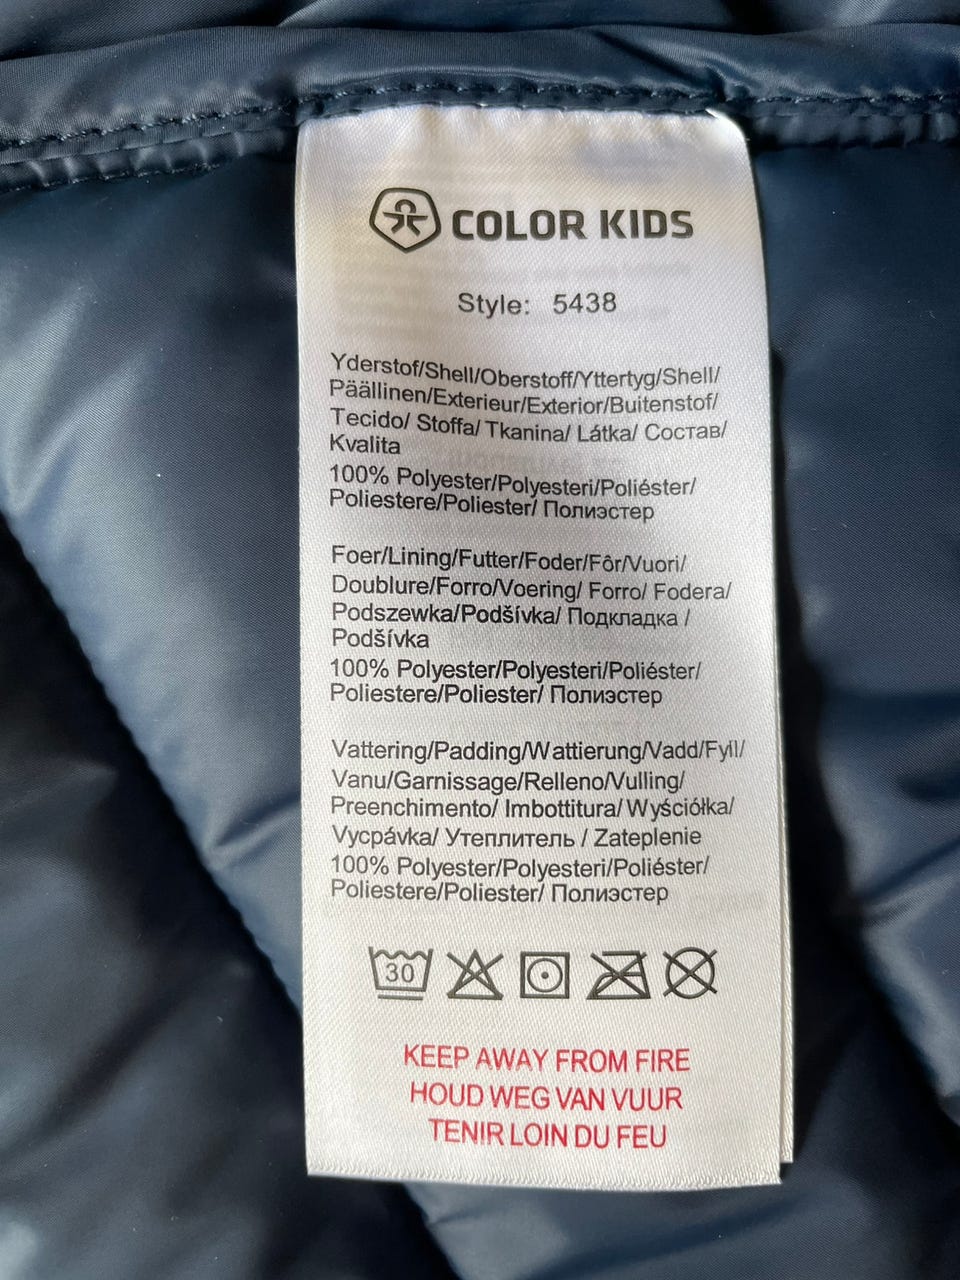 COLOR KIDS
Style: 5438
Yderstof/Shell/Oberstoff/Yttertyg/Shell/
Päällinen/Exterieur/Exterior/Buitenstof/
Tecido/ Stoffa/ Tkanina/ Látka/ Состав/
Kvalita
100% Polyester/Polyesteri/Poliéster/
Poliestere/Poliester/ Полиэстер
Foer/Lining/Futter/Foder/Fôr/Vuori/
Doublure/Forro/Voering/ Forro/ Fodera/
Podszewka/Podšívka/ Подкладка /
Podšívka
100% Polyester/Polyesteri/Poliéster/
Poliestere/Poliester/ Полиэстер
Vattering/Padding/Wattierung/Vadd/Fyll/
Vanu/Garnissage/Relleno/Vulling/
Preenchimento/ Imbottitura/ Wyściółka/
Vycpávka/ Утеплитель / Zateplenie
100% Polyester/Polyesteri/Poliéster/
Poliestere/Poliester/ Полиэстер
30
KEEP AWAY FROM FIRE
HOUD WEG VAN VUUR
TENIR LOIN DU FEU